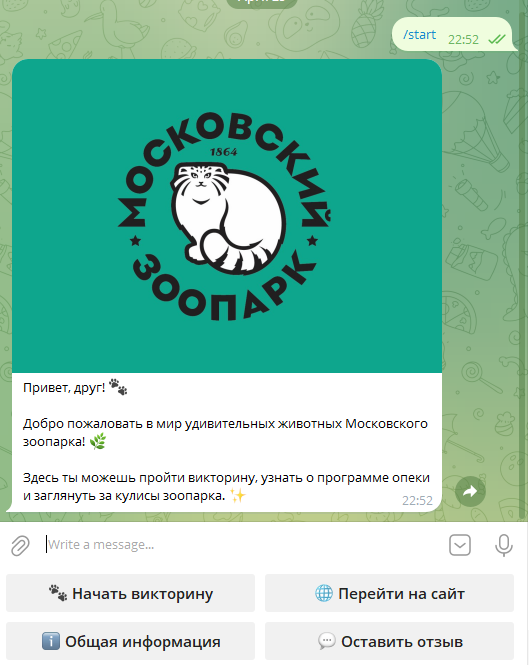 /start
22:52
МОСКОВСКИЙ
1864
ЗООПАРК
Привет, друг! 🐾
Добро пожаловать в мир удивительных животных Московского
зоопарка! 🌿
Здесь ты можешь пройти викторину, узнать о программе опеки
и заглянуть за кулисы зоопарка. ✨
22:52
Write a message...
🐾 Начать викторину
🌐 Перейти на сайт
ℹ️ Общая информация
💬 Оставить отзыв